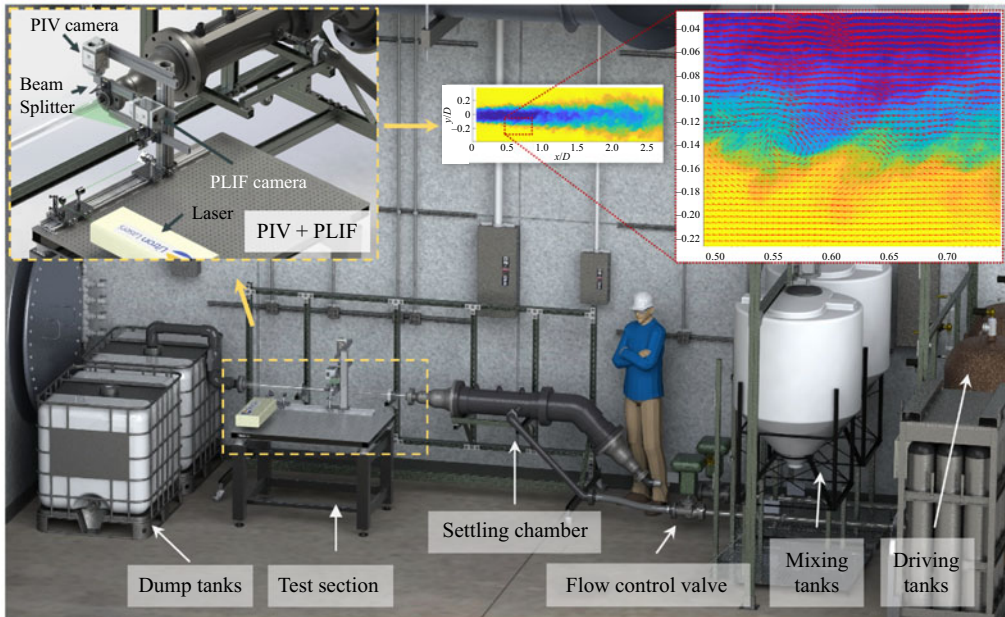 PIV camera
Beam
Splitter
PLIF camera
Laser
PIV + PLIF
Litron Lasers
y/D
0.2
0
−0.2
0
0.5
1.0
1.5
2.0
2.5
x/D
−0.04
−0.06
−0.08
−0.10
−0.12
−0.14
−0.16
−0.18
−0.20
−0.22
0.50
0.55
0.60
0.65
0.70
Settling chamber
Dump tanks
Test section
Flow control valve
Mixing
tanks
Driving
tanks